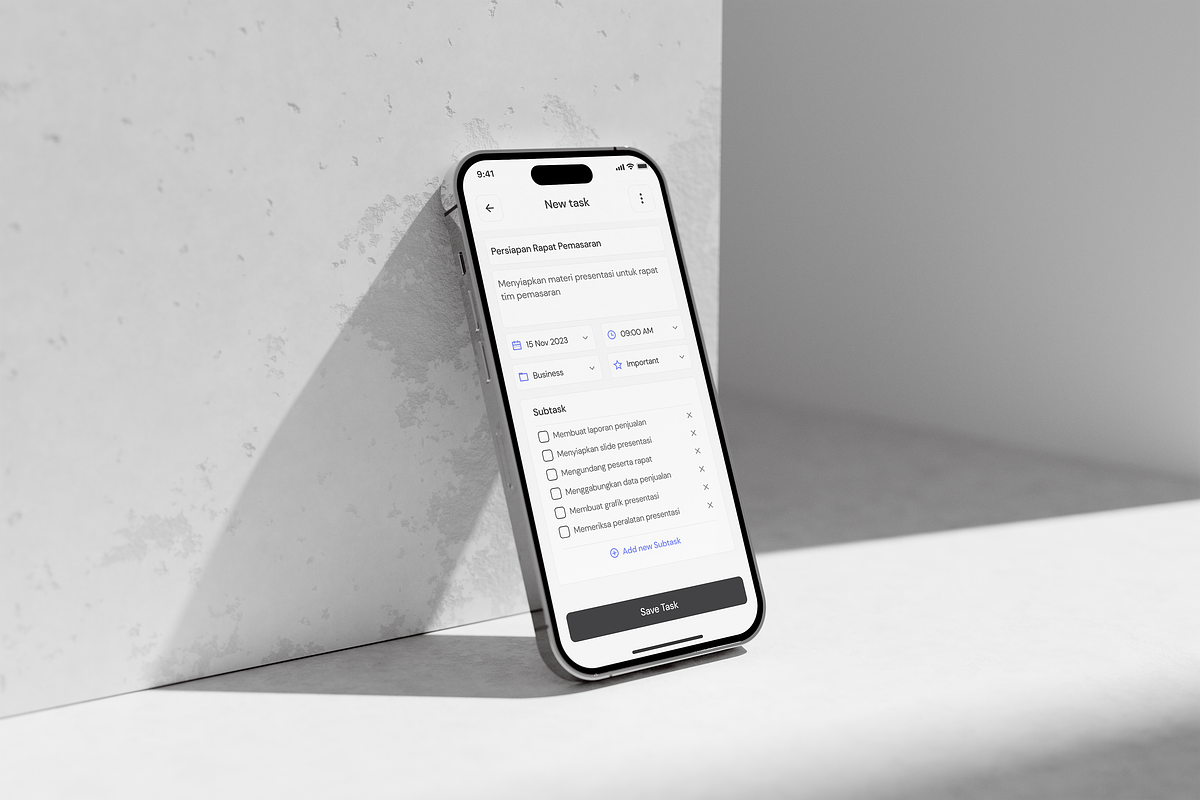 9:41
New task
Persiapan Rapat Pemasaran
Menyiapkan materi presentasi untuk rapat
tim pemasaran
15 Nov 2023
09:00 AM
Business
Important
Subtask
Membuat laporan penjualan
Menyiapkan slide presentasi
Mengundang peserta rapat
Menggabungkan data penjualan
Membuat grafik presentasi
Memeriksa peralatan presentasi
Add new Subtask
Save Task